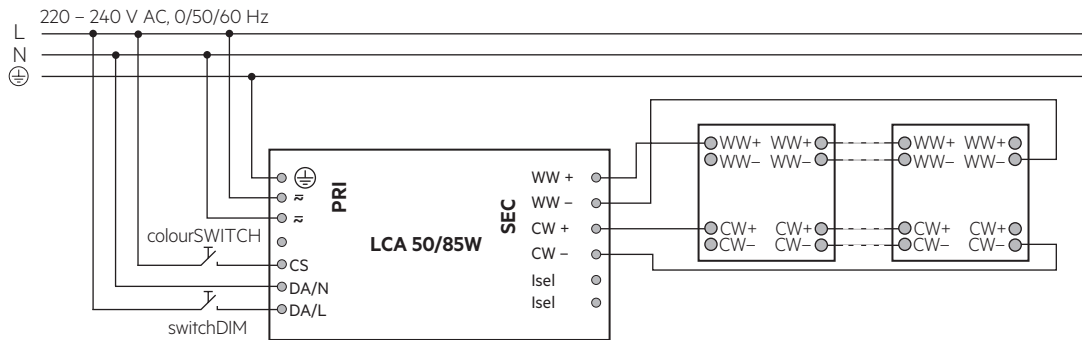 220 – 240 V AC, 0/50/60 Hz
L
N
PRI
SEC
LCA 50/85W
colourSWITCH
CS
DA/N
DA/L
switchDIM
WW +
WW –
CW +
CW –
Isel
Isel
WW+ WW+
WW– WW–
CW+ CW+
CW– CW–
WW+ WW+
WW– WW–
CW+ CW+
CW– CW–